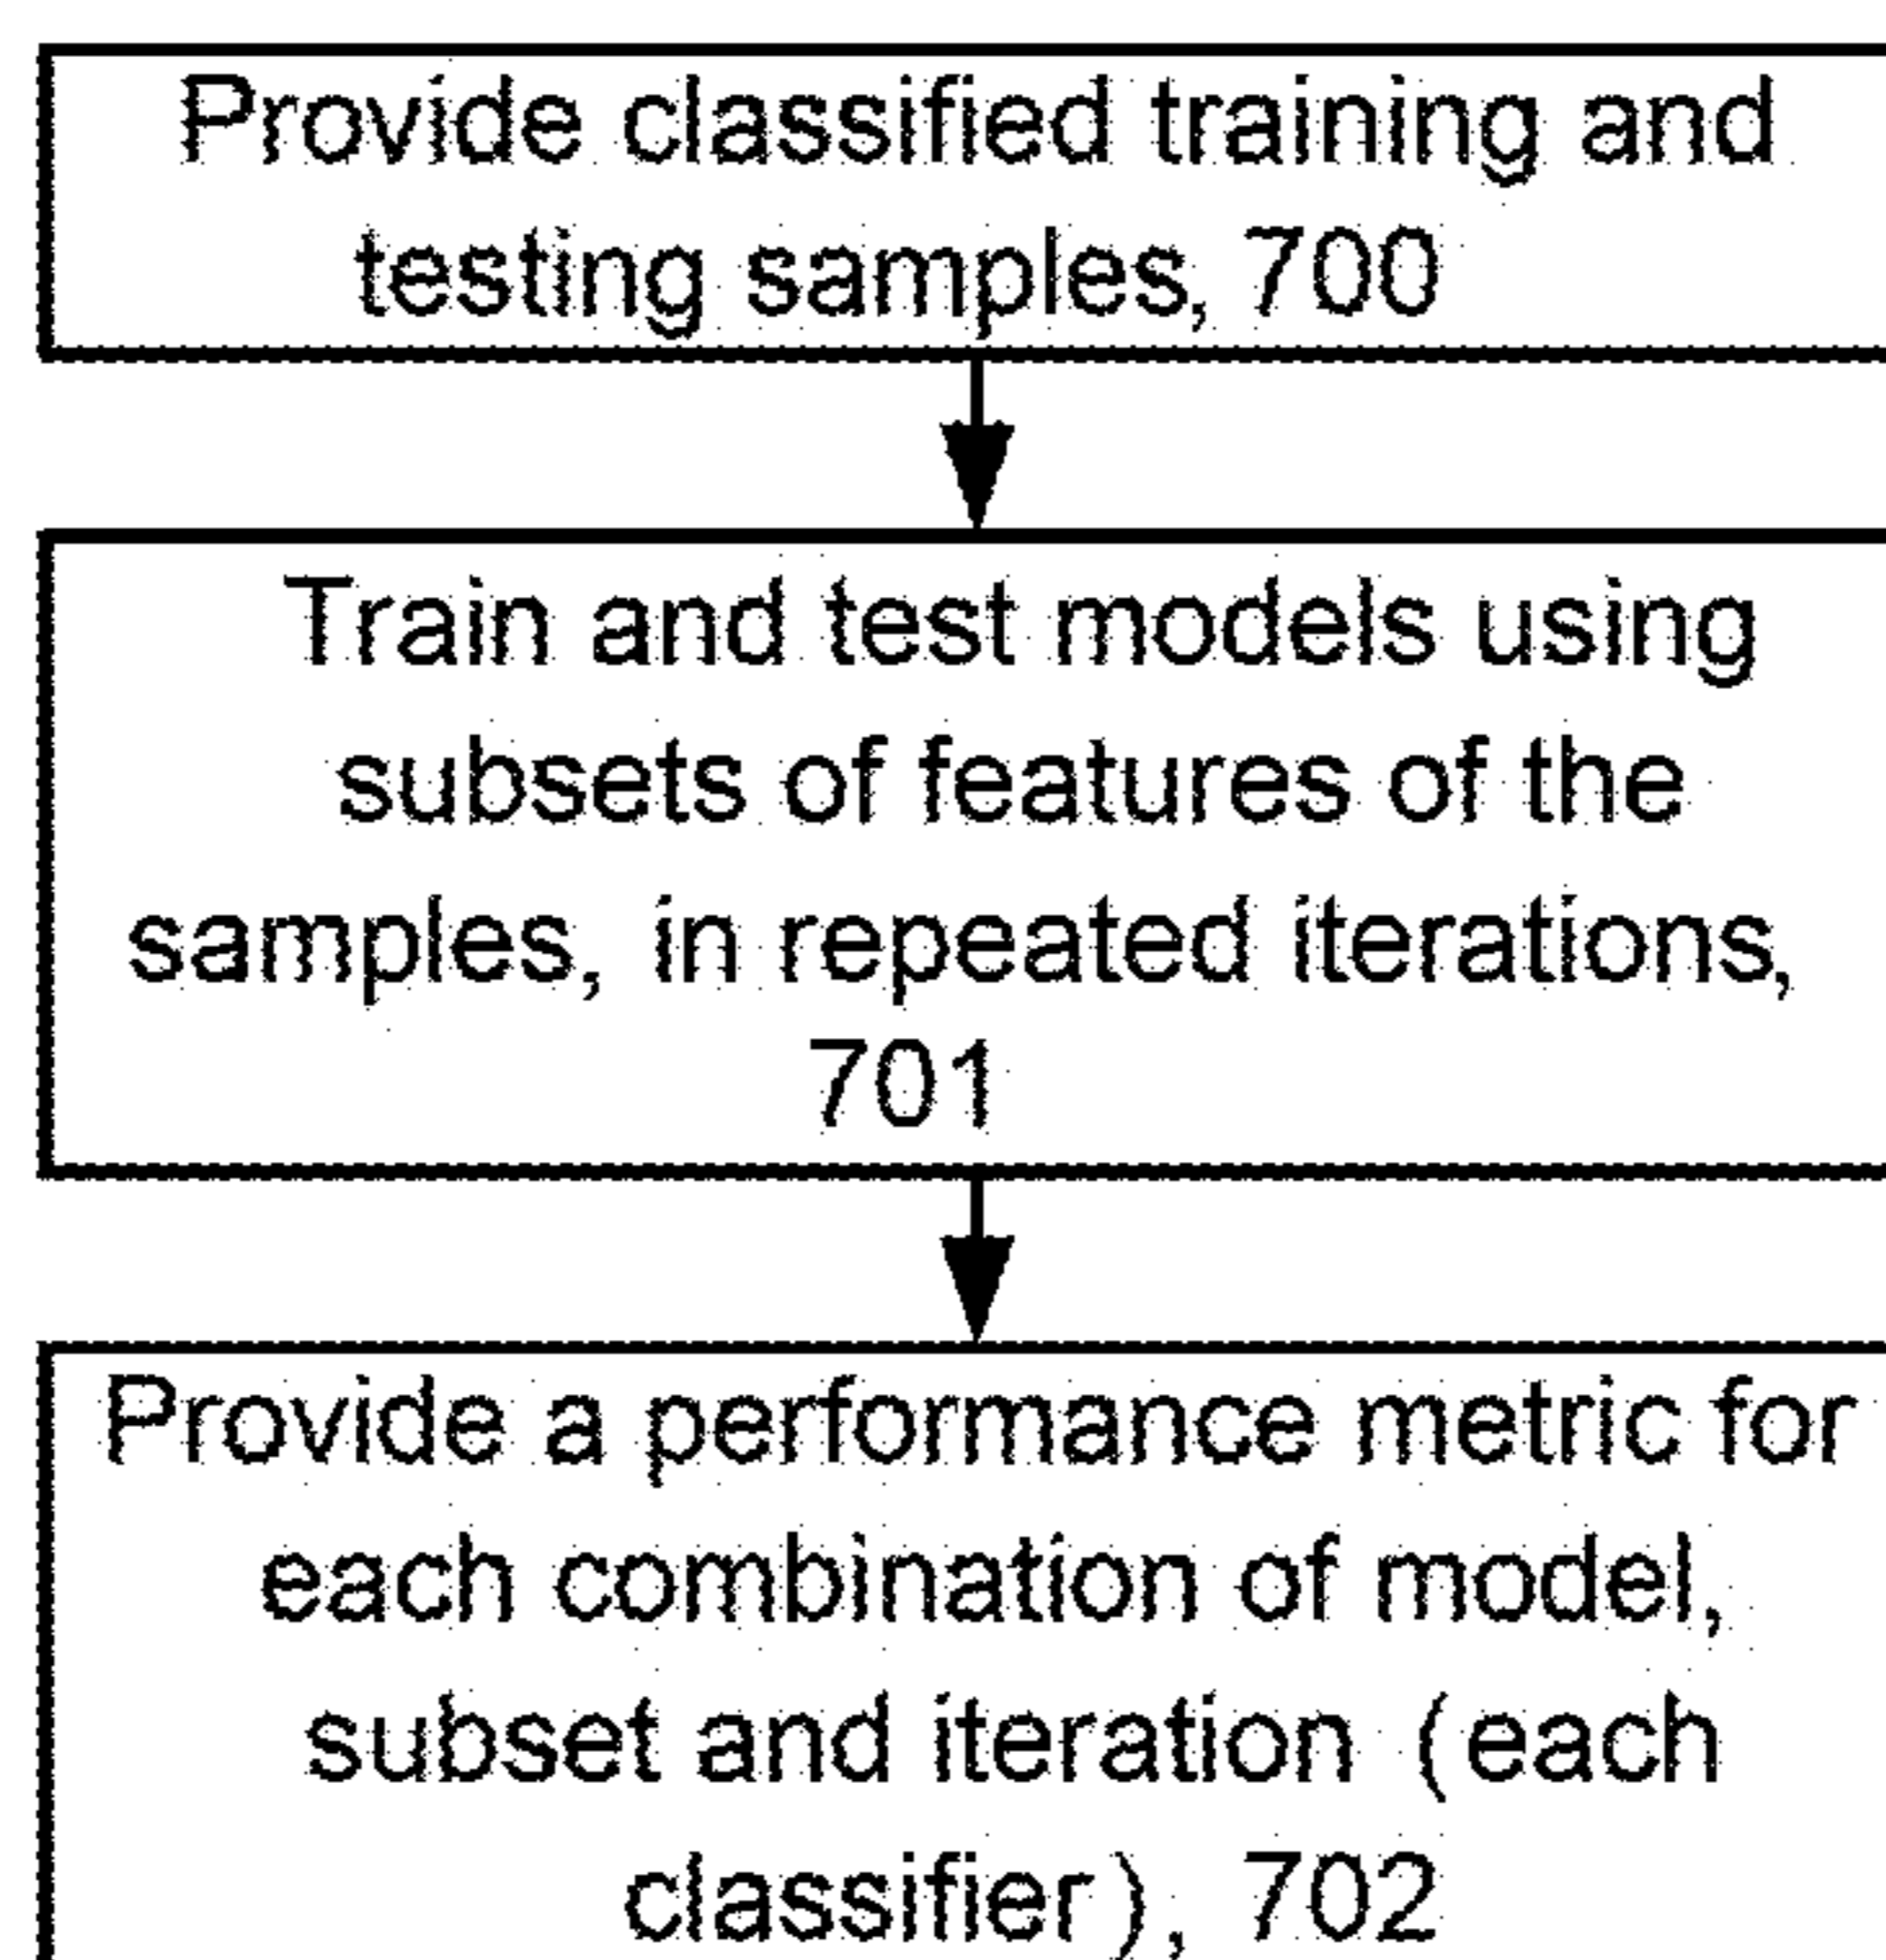 Provide classified training and
testing samples, 700
Train and test models using
subsets of features of the
samples, in repeated iterations,
701
Provide a performance metric for
each combination of model,
subset and iteration (each
classifier), 702